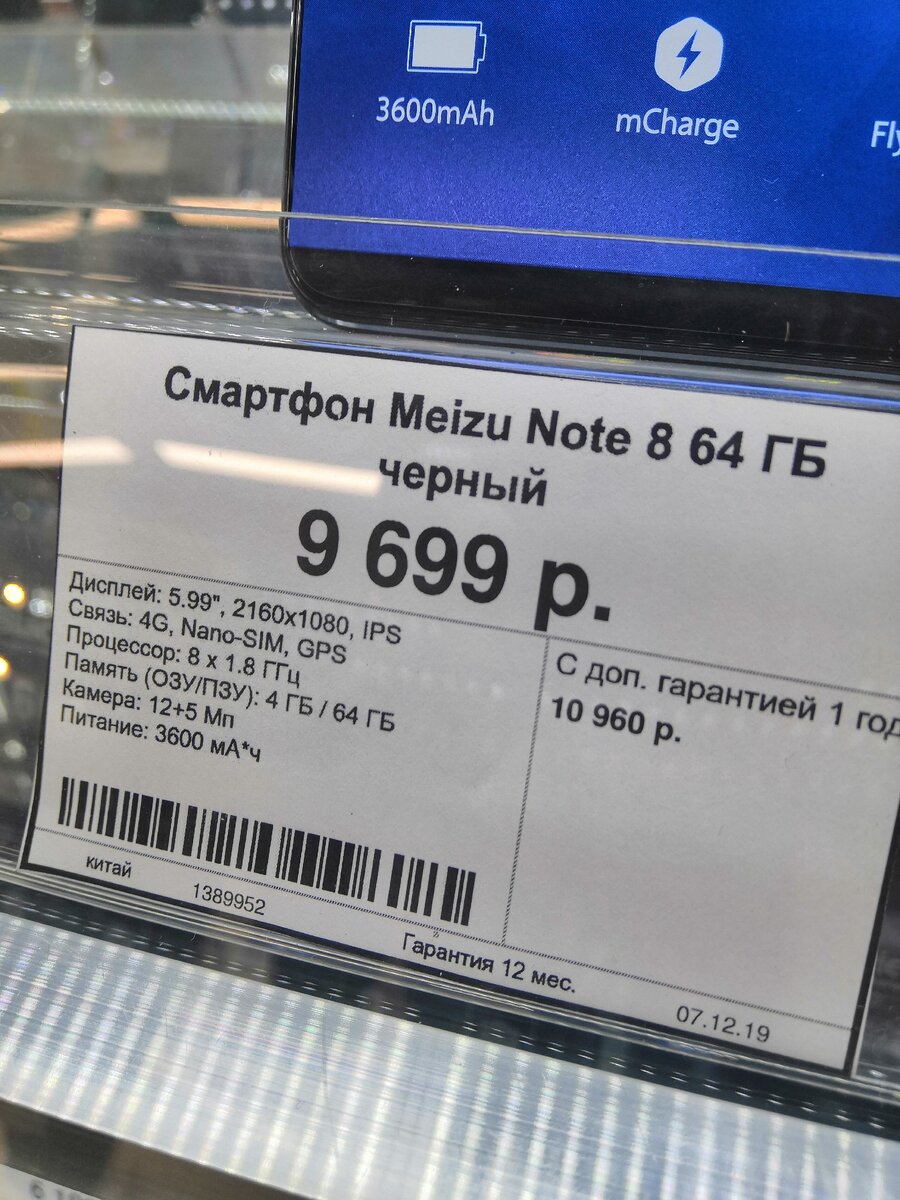 3600mAh
mCharge
Fly
Смартфон Meizu Note 8 64 ГБ
черный
9 699 р.
Дисплей: 5.99", 2160x1080, IPS
Связь: 4G, Nano-SIM, GPS
Процессор: 8 x 1.8 ГГц
Память (ОЗУ/ПЗУ): 4 ГБ / 64 ГБ
Камера: 12+5 Мп
Питание: 3600 мА*ч
С доп. гарантией 1 год
10 960 р.
китай
1389952
Гарантия 12 мес.
07.12.19